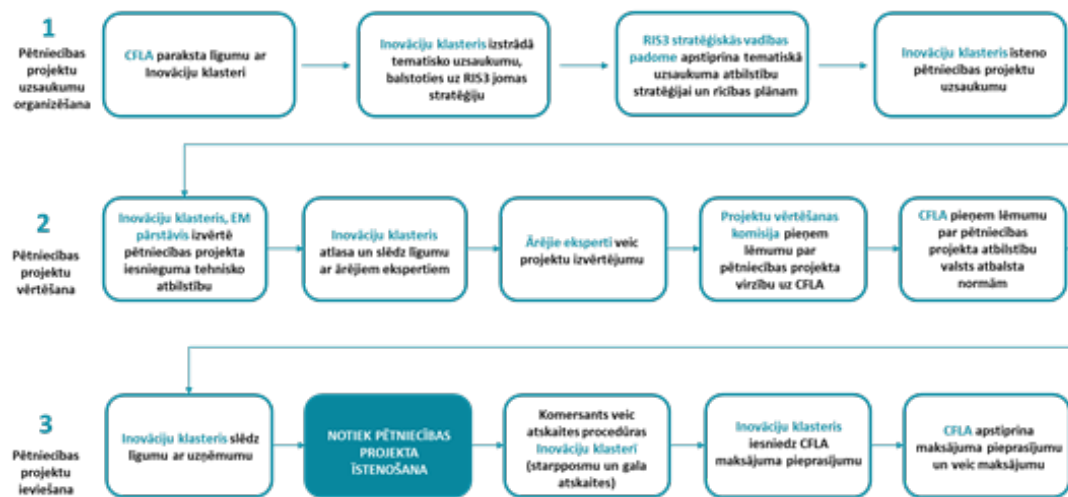 1
Pētniecības
projektu
uzsaukumu
organizēšana
CFLA paraksta līgumu ar
Inovāciju klasteri
Inovāciju klasteris izstrādā
tematisko uzsaukumu,
balstoties uz RIS3 jomas
stratēģiju
RIS3 stratēģiskās vadības
padome apstiprina tematiskā
uzsaukuma atbilstību
stratēģijai un rīcības plānam
Inovāciju klasteris īsteno
pētniecības projektu
uzsaukumu
2
Pētniecības
projektu
vērtēšana
Inovāciju klasteris, EM
pārstāvis izvērtē
pētniecības projekta
iesnieguma tehnisko
atbilstību
Inovāciju klasteris
atlasa un slēdz līgumu
ar ārējiem ekspertiem
Ārējie eksperti veic
projektu izvērtējumu
Projektu vērtēšanas
komisija pieņem
lēmumu par pētniecības
projekta virzību uz CFLA
CFLA pieņem lēmumu
par pētniecības
projekta atbilstību
valsts atbalsta
normām
3
Pētniecības
projektu
ieviešana
Inovāciju klasteris slēdz
līgumu ar uzņēmumu
NOTIEK PĒTNIECĪBAS
PROJEKTA
ĪSTENOŠANA
Komersants veic
atskaites procedūras
Inovāciju klasterī
(starpposmu un gala
atskaites)
Inovāciju klasteris
iesniedz CFLA
maksājuma pieprasījumu
CFLA apstiprina
maksājuma pieprasījumu
un veic maksājumu